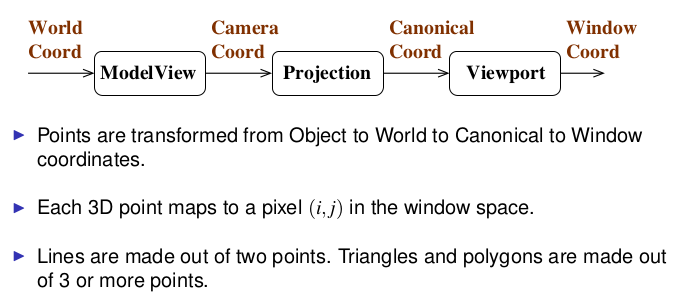 World Coord
Camera Coord
Canonical Coord
Window Coord
ModelView
Projection
Viewport
Points are transformed from Object to World to Canonical to Window
coordinates.
Each 3D point maps to a pixel (i,j) in the window space.
Lines are made out of two points. Triangles and polygons are made out
of 3 or more points.